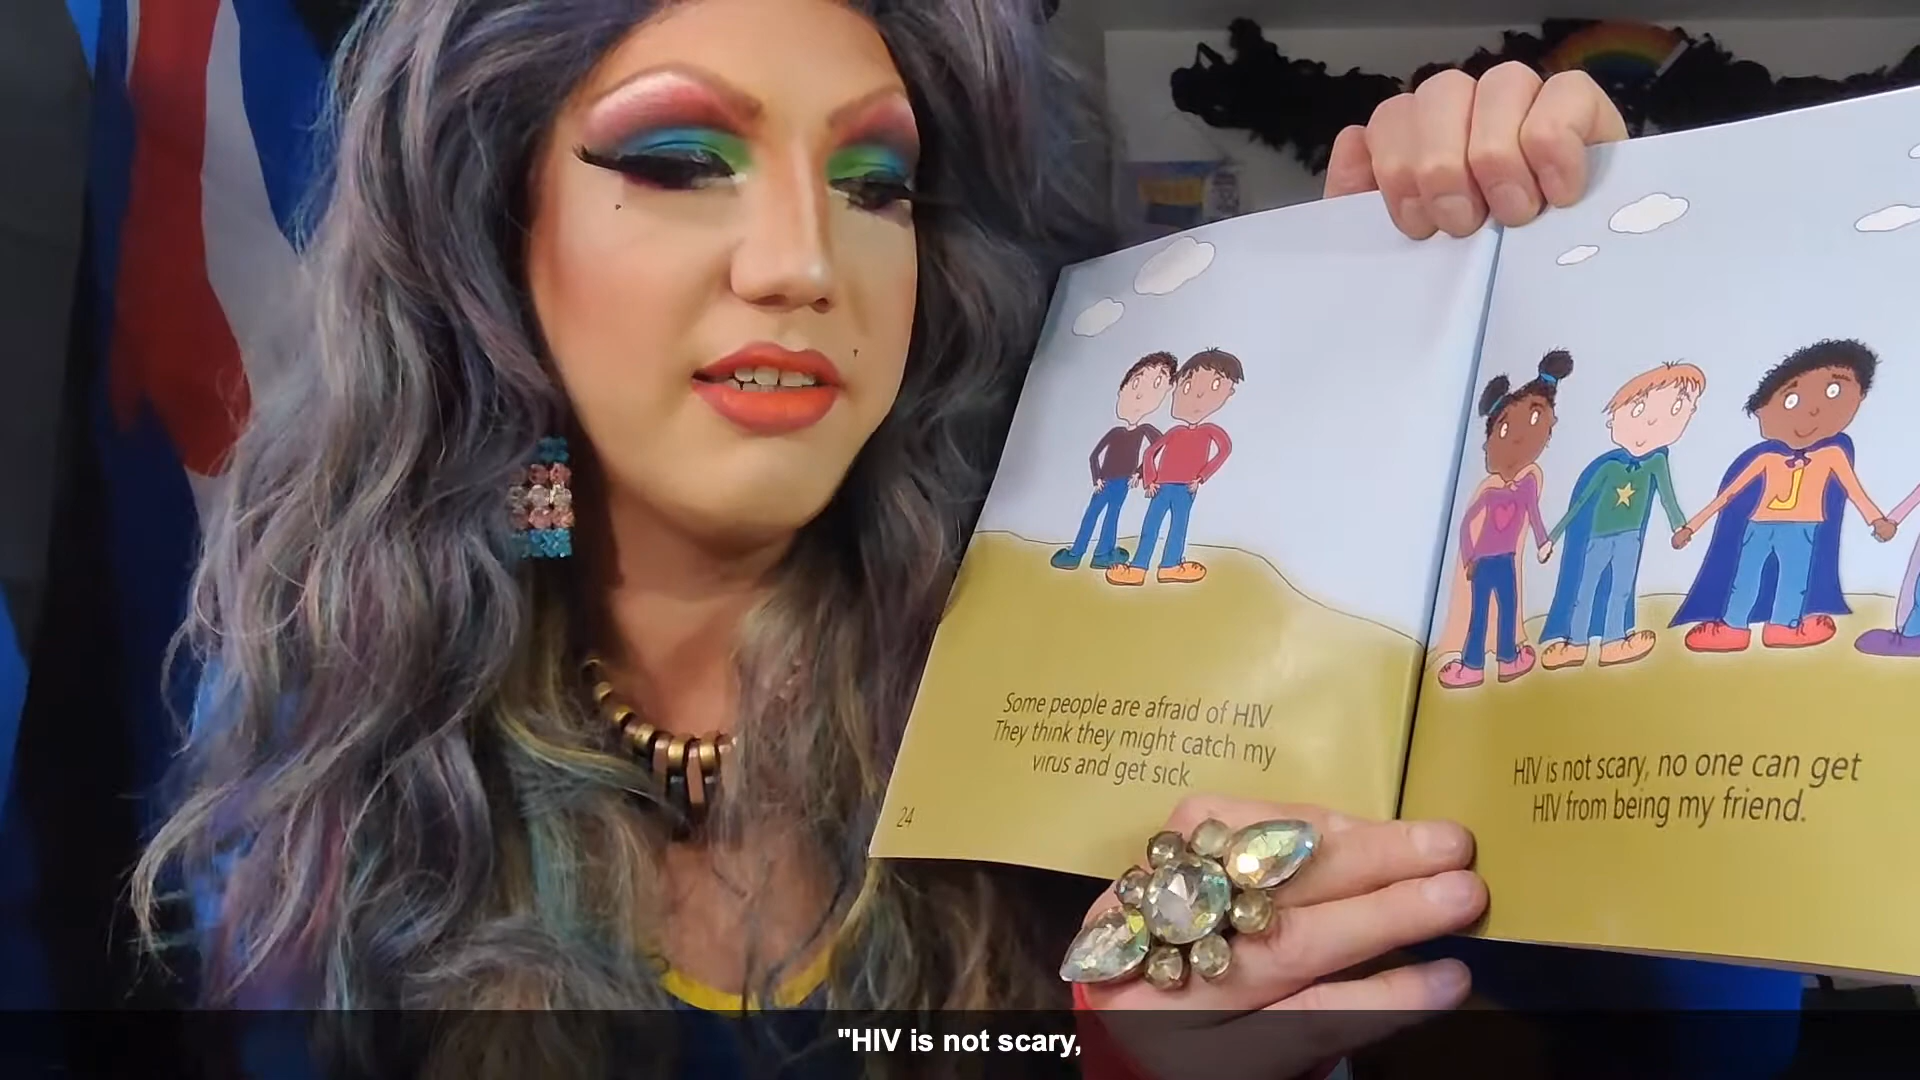 Some people are afraid of HIV.
They think they might catch my
virus and get sick.
24
J
HIV is not scary, no one can get
HIV from being my friend.
"HIV is not scary,